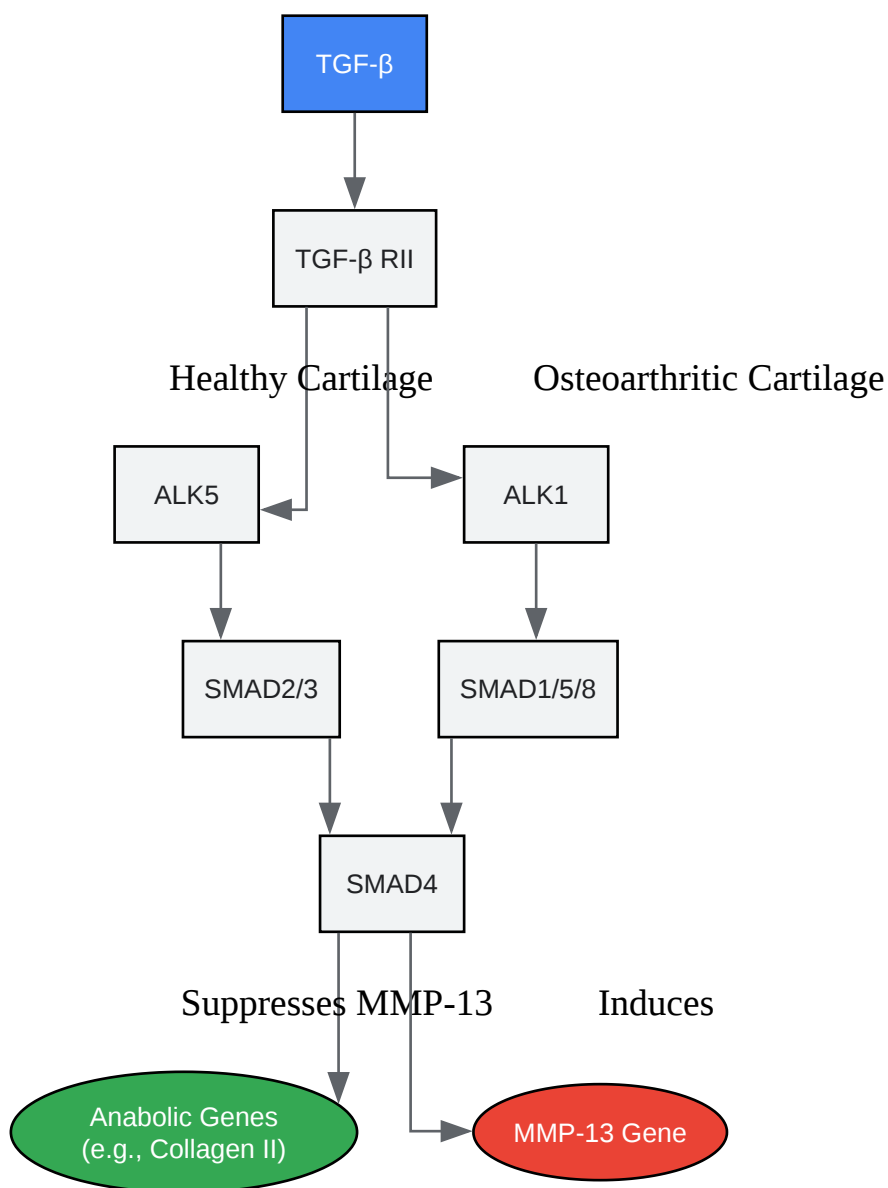 TGF-β
TGF-β RII
Healthy Cartilage
Osteoarthritic Cartilage
ALK5
ALK1
SMAD2/3
SMAD1/5/8
SMAD4
Suppresses MMP-13
Induces
Anabolic Genes
(e.g., Collagen II)
MMP-13 Gene